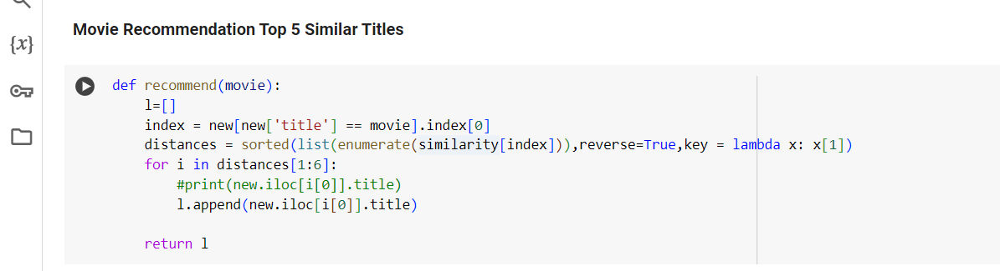 {x}
Movie Recommendation Top 5 Similar Titles
def recommend(movie):
    l=[]
    index = new[new['title'] == movie].index[0]
    distances = sorted(list(enumerate(similarity[index])),reverse=True,key = lambda x: x[1])
    for i in distances[1:6]:
        #print(new.iloc[i[0]].title)
        l.append(new.iloc[i[0]].title)
    return l